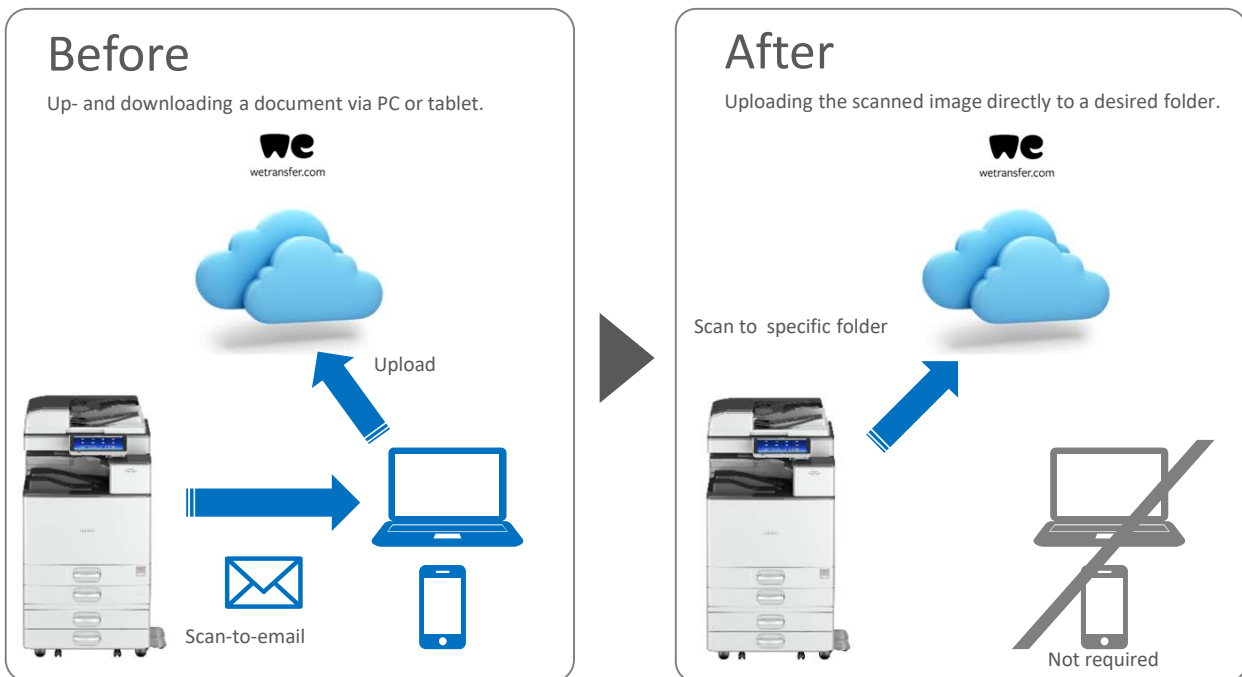 Before
Up- and downloading a document via PC or tablet.
we
wetransfer.com
Upload
Scan-to-email
After
Uploading the scanned image directly to a desired folder.
we
wetransfer.com
Scan to specific folder
Not required